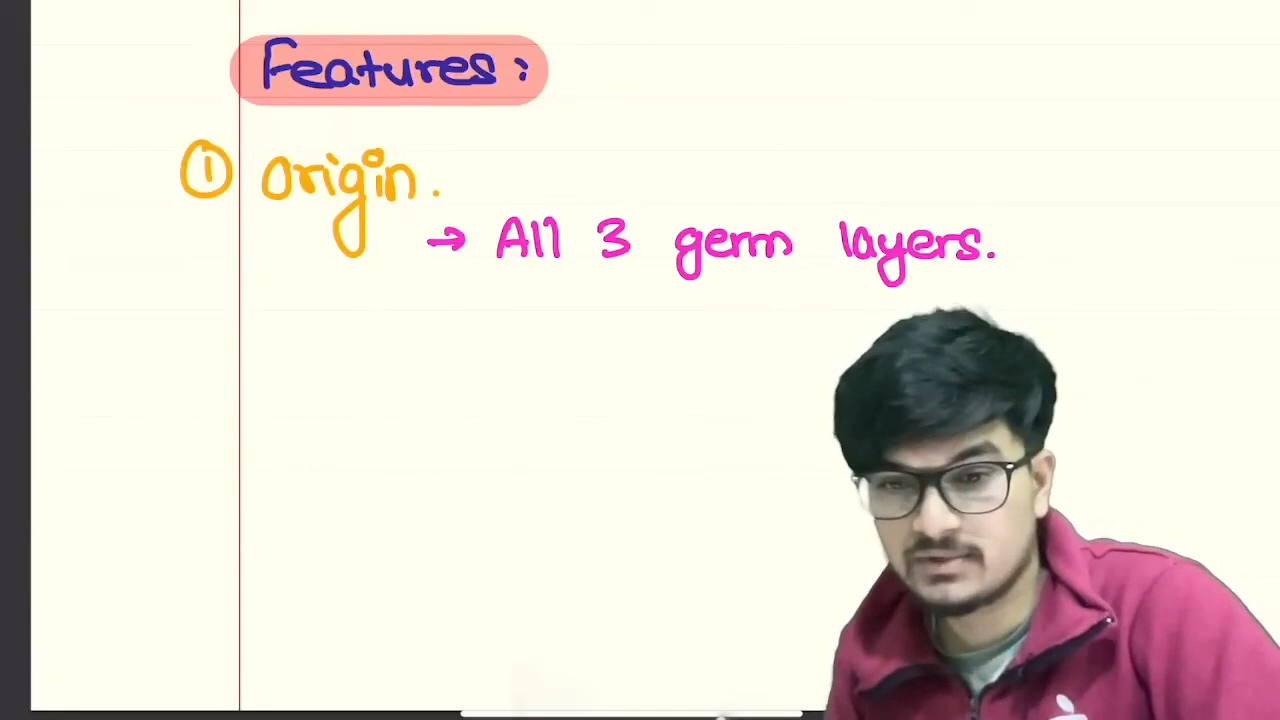 Features:
① Origin.
→ All 3 germ layers.